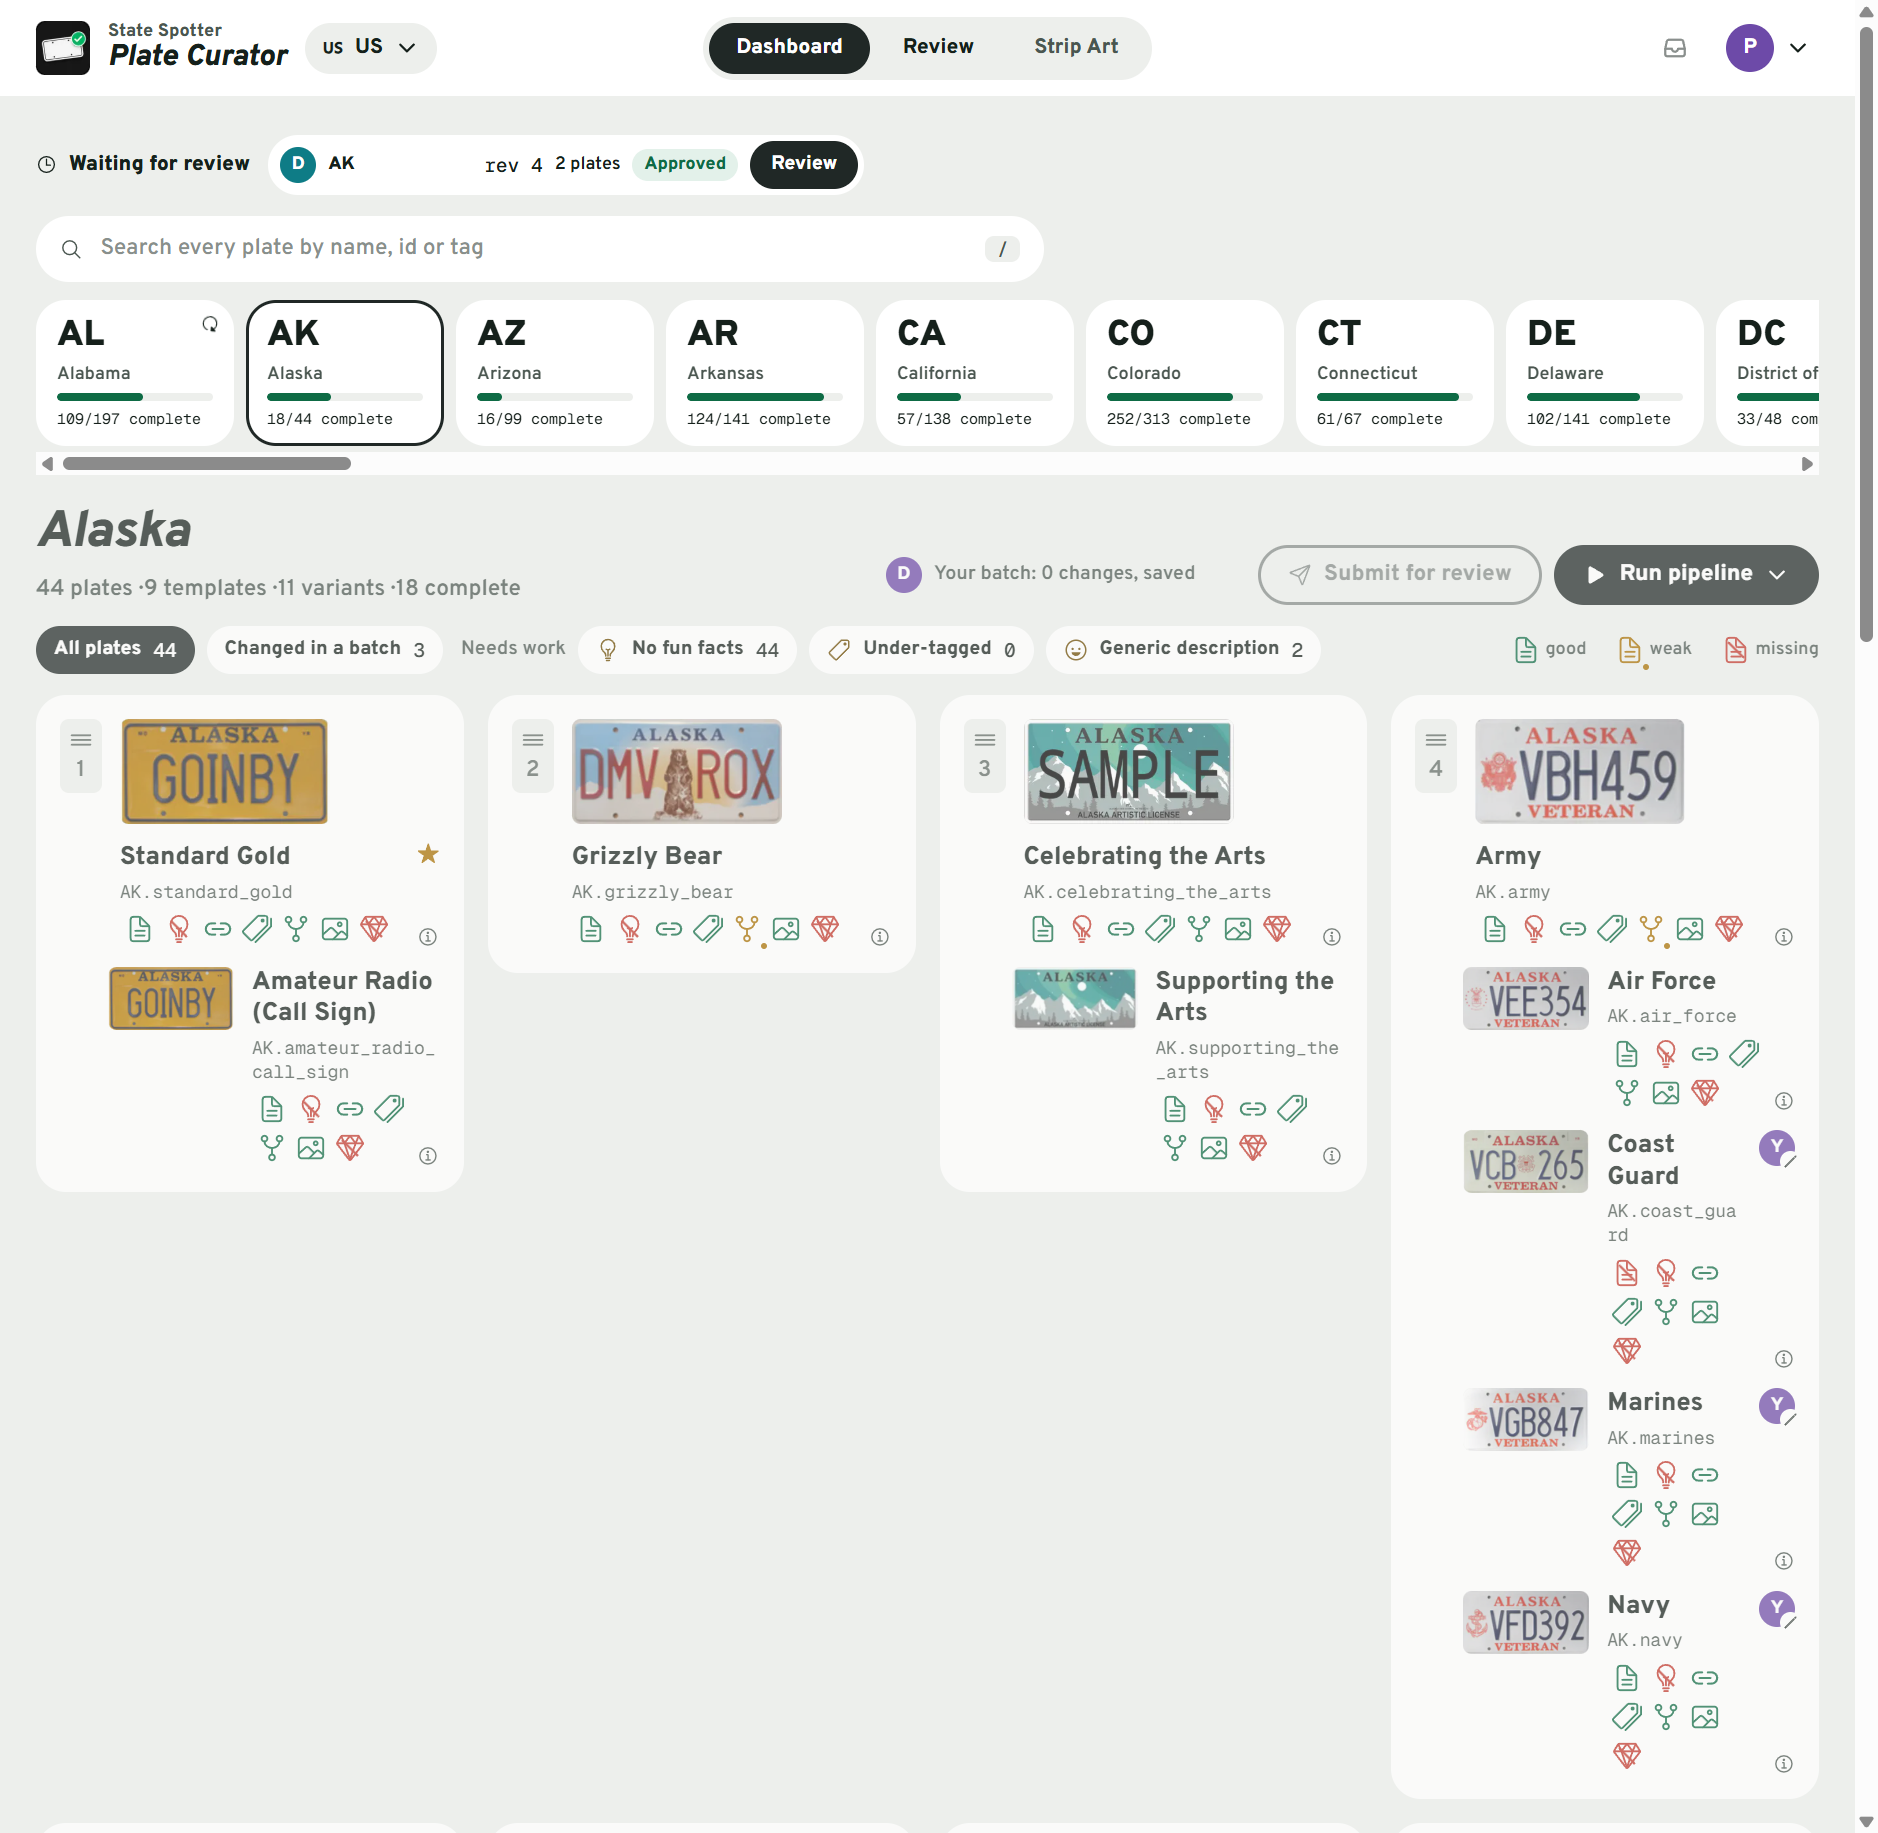 State Spotter
Plate Curator
US US
Dashboard
Review
Strip Art
P
Waiting for review
D AK rev 4 2 plates Approved Review
Search every plate by name, id or tag /
AL
Alabama
109/197 complete
AK
Alaska
18/44 complete
AZ
Arizona
16/99 complete
AR
Arkansas
124/141 complete
CA
California
57/138 complete
CO
Colorado
252/313 complete
CT
Connecticut
61/67 complete
DE
Delaware
102/141 complete
DC
District of
33/48 com
Alaska
44 plates ·9 templates ·11 variants ·18 complete
D Your batch: 0 changes, saved
Submit for review
Run pipeline
All plates 44
Changed in a batch 3
Needs work
No fun facts 44
Under-tagged 0
Generic description 2
good
weak
missing
1
ALASKA
GOINBY
Standard Gold
AK.standard_gold
ALASKA
GOINBY
Amateur Radio
(Call Sign)
AK.amateur_radio_
call_sign
2
ALASKA
DMV ROX
Grizzly Bear
AK.grizzly_bear
3
ALASKA
SAMPLE
ALASKA ARTISTIC LICENSE
Celebrating the Arts
AK.celebrating_the_arts
ALASKA
Supporting the
Arts
AK.supporting_the
_arts
4
ALASKA
VBH459
VETERAN
Army
AK.army
ALASKA
VEE354
VETERAN
Air Force
AK.air_force
ALASKA
VCB 265
VETERAN
Coast
Guard
Y
AK.coast_gua
rd
ALASKA
VGB847
VETERAN
Marines
Y
AK.marines
ALASKA
VFD392
VETERAN
Navy
Y
AK.navy